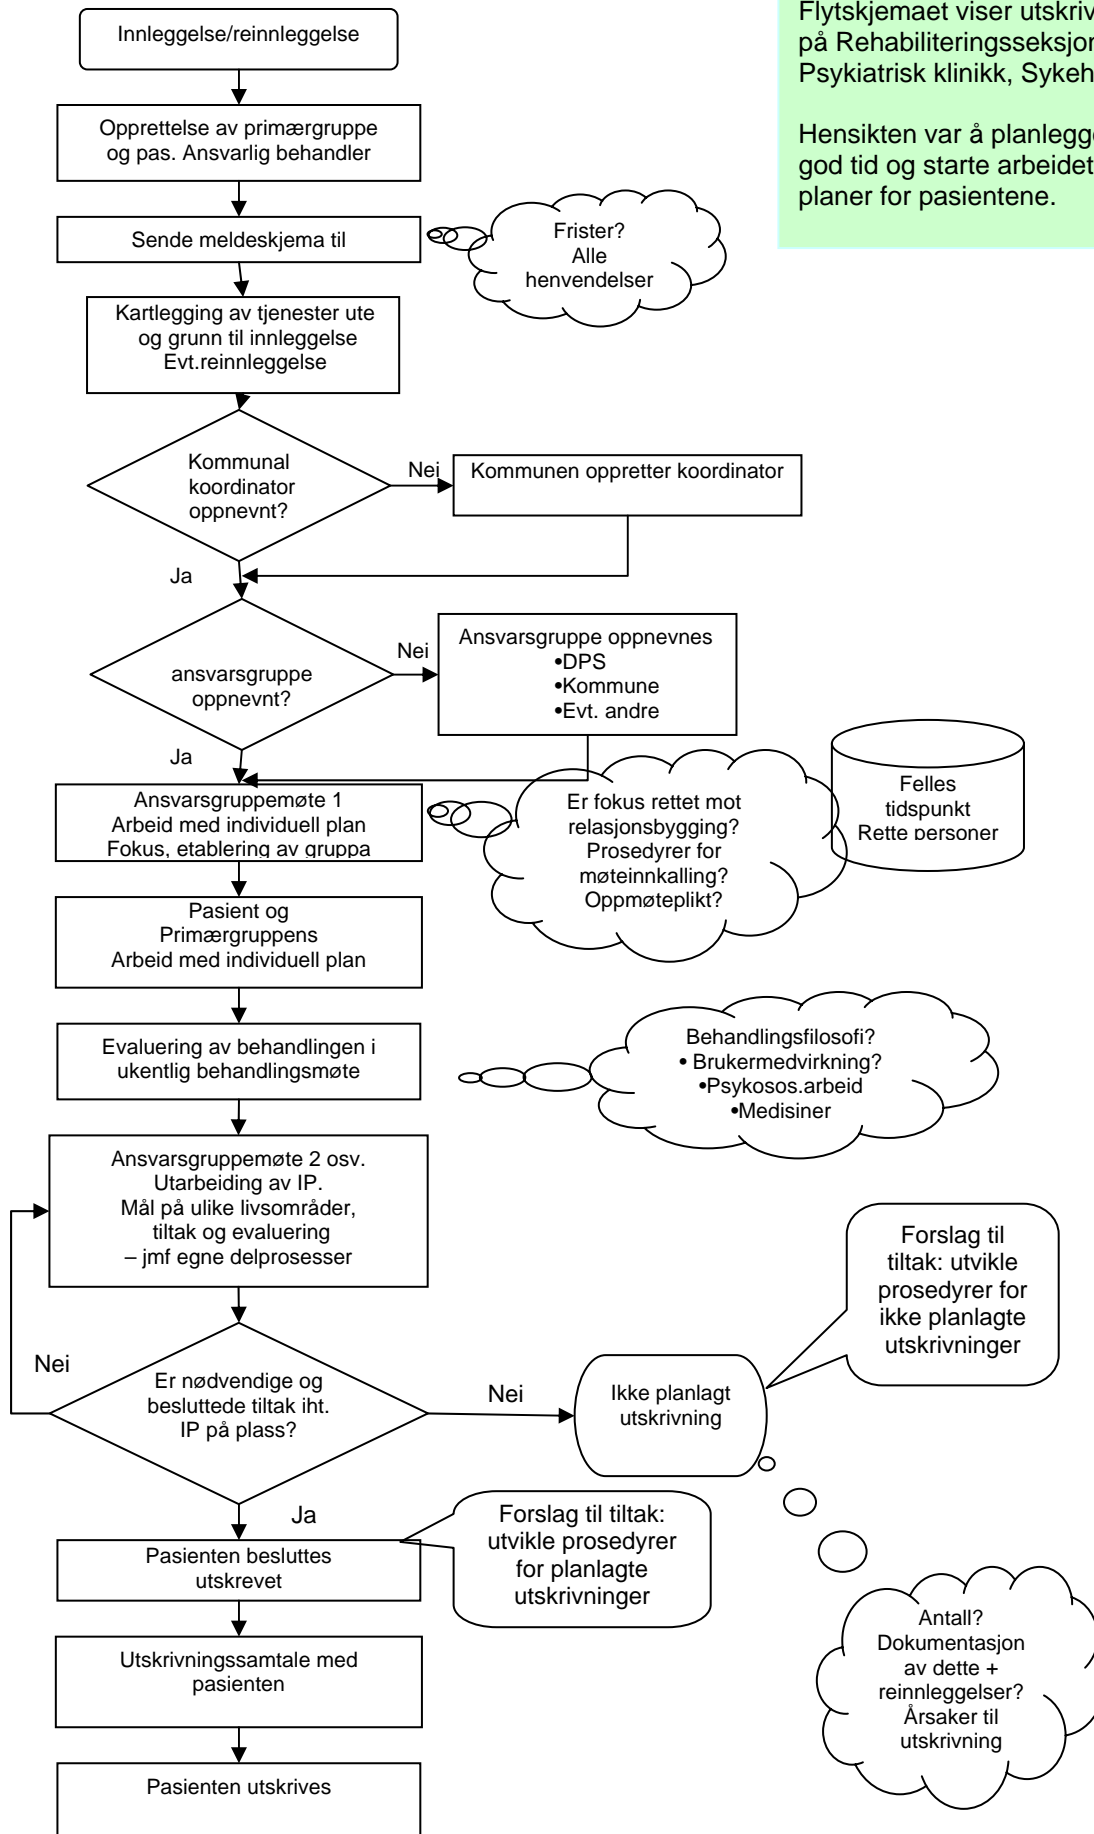 Flytskjemaet viser
på Rehabiliteringsseksjon
Psykiatrisk klinikk,
Hensikten var å
god tid og starte arbeidet
planer for pasientene.
Innleggelse/reinnleggelse
Opprettelse av primærgruppe
og pas. Ansvarlig behandler
Sende meldeskjema til
Frister?
Alle
henvendelser
Kartlegging av tjenester ute
og grunn til innleggelse
Evt.reinnleggelse
Kommunal
koordinator
oppnevnt?
Nei
Kommunen oppretter koordinator
Ja
ansvarsgruppe
oppnevnt?
Nei
Ansvarsgruppe oppnevnes
•DPS
•Kommune
•Evt. andre
Ja
Ansvarsgruppemøte 1
Arbeid med individuell plan
Fokus, etablering av gruppa
Er fokus rettet mot
relasjonsbygging?
Prosedyrer for
møteinnkalling?
Oppmøteplikt?
Felles
tidspunkt
Rette personer
Pasient og
Primærgruppens
Arbeid med individuell plan
Evaluering av behandlingen i
ukentlig behandlingsmøte
Behandlingsfilosofi?
• Brukermedvirkning?
•Psykosos.arbeid
•Medisiner
Ansvarsgruppemøte 2 osv.
Utarbeiding av IP.
Mål på ulike livsområder,
tiltak og evaluering
– jmf egne delprosesser
Forslag til
tiltak: utvikle
prosedyrer for
ikke planlagte
utskrivninger
Nei
Er nødvendige og
besluttede tiltak iht.
IP på plass?
Nei
Ikke planlagt
utskrivning
Ja
Forslag til tiltak:
utvikle prosedyrer
for planlagte
utskrivninger
Pasienten besluttes
utskrevet
Utskrivningssamtale med
pasienten
Antall?
Dokumentasjon
av dette +
reinnleggelser?
Årsaker til
utskrivning
Pasienten utskrives